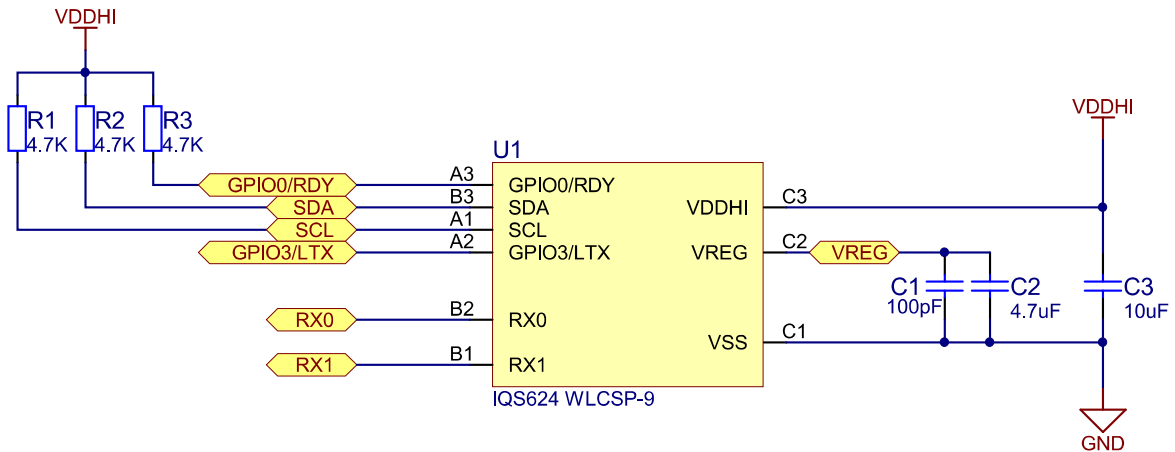 VDDHI
R1
4.7K
R2
4.7K
R3
4.7K
GPIO0/RDY
SDA
SCL
GPIO3/LTX
RX0
RX1
U1
A3
B3
A1
A2
B2
B1
GPIO0/RDY
SDA
SCL
GPIO3/LTX
RX0
RX1
VDDHI
VREG
VSS
IQS624 WLCSP-9
C3
C2
C1
VREG
C1
100pF
C2
4.7uF
VDDHI
C3
10uF
GND